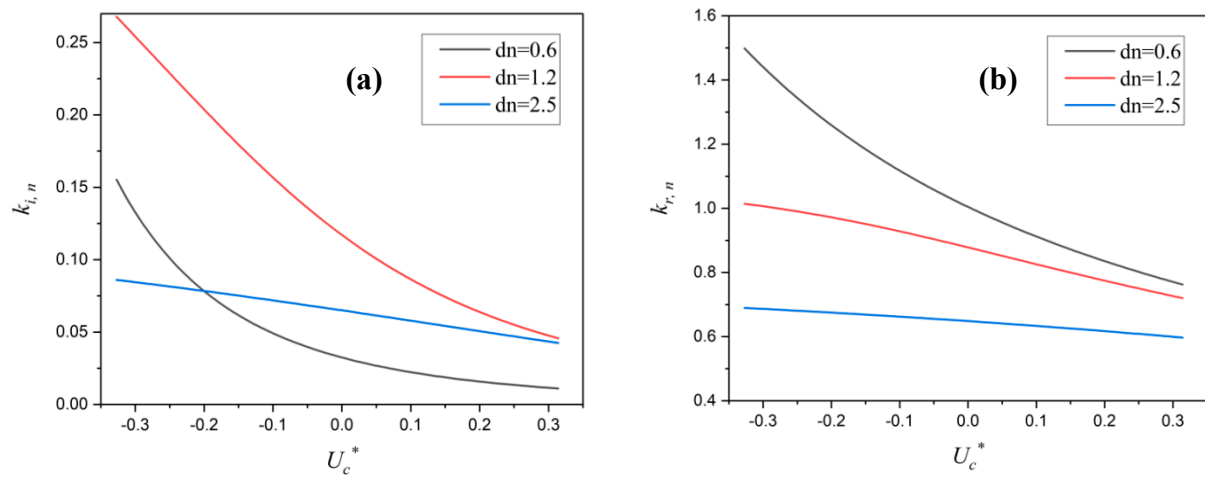 (a)
dn=0.6
dn=1.2
dn=2.5
0.25
0.20
0.15
0.10
0.05
0.00
k_{i, n}
-0.3 -0.2 -0.1 0.0 0.1 0.2 0.3
U_c^*
(b)
dn=0.6
dn=1.2
dn=2.5
1.6
1.4
1.2
1.0
0.8
0.6
0.4
k_{r, n}
-0.3 -0.2 -0.1 0.0 0.1 0.2 0.3
U_c^*